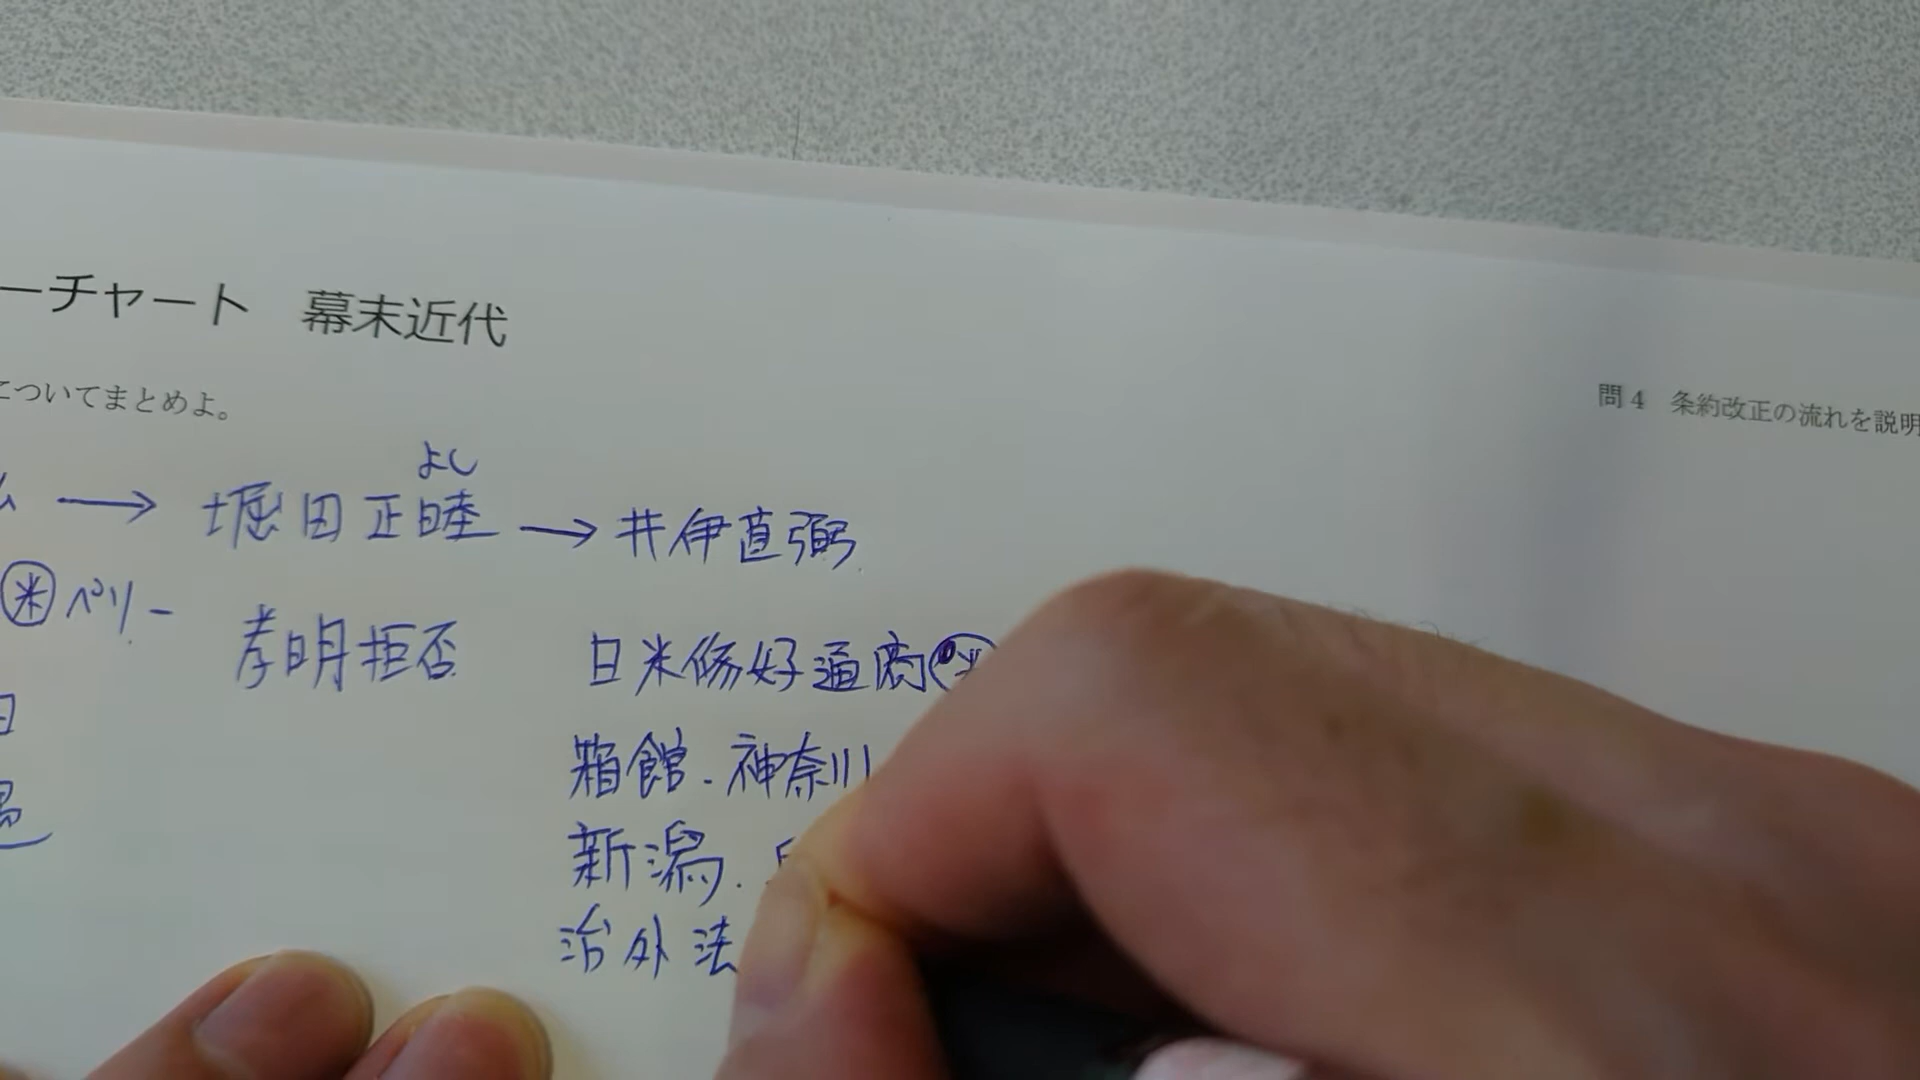 ーチャート 幕末近代
についてまとめよ。
問4 条約改正の流れを説明
よし
→ 堀田正睦 → 井伊直弼
米 ペリー
孝明拒否
日米修好通商
箱館・神奈川
新潟・
治外法